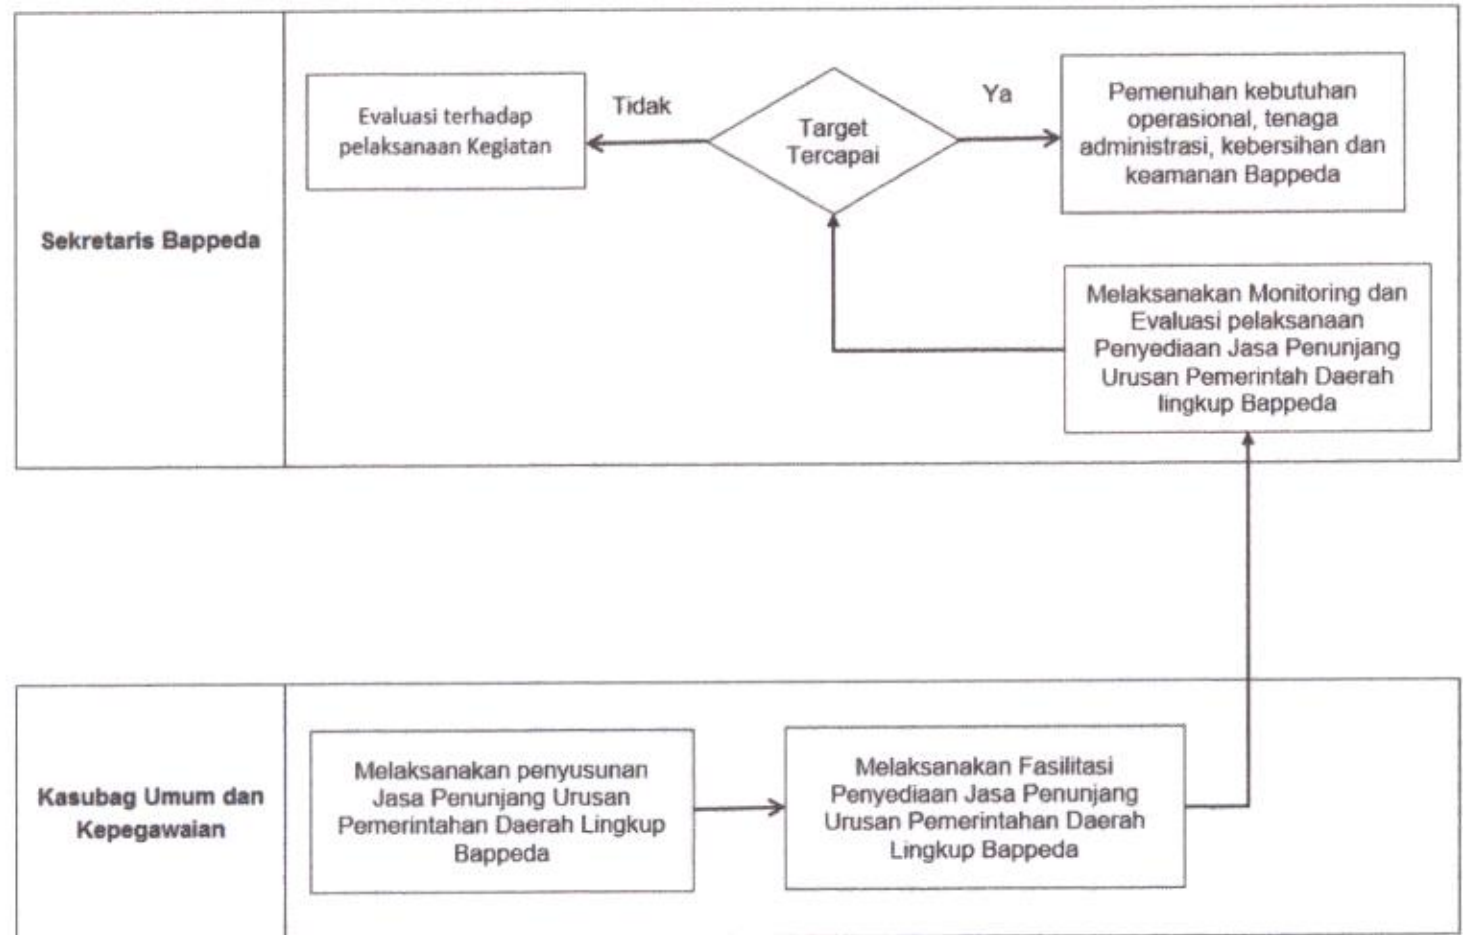 Sekretaris Bappeda
Evaluasi terhadap
pelaksanaan Kegiatan
Tidak
Target
Tercapai
Ya
Pemenuhan kebutuhan
operasional, tenaga
administrasi, kebersihan dan
keamanan Bappeda
Melaksanakan Monitoring dan
Evaluasi pelaksanaan
Penyediaan Jasa Penunjang
Urusan Pemerintah Daerah
lingkup Bappeda
Kasubag Umum dan
Kepegawaian
Melaksanakan penyusunan
Jasa Penunjang Urusan
Pemerintahan Daerah Lingkup
Bappeda
Melaksanakan Fasilitasi
Penyediaan Jasa Penunjang
Urusan Pemerintahan Daerah
Lingkup Bappeda